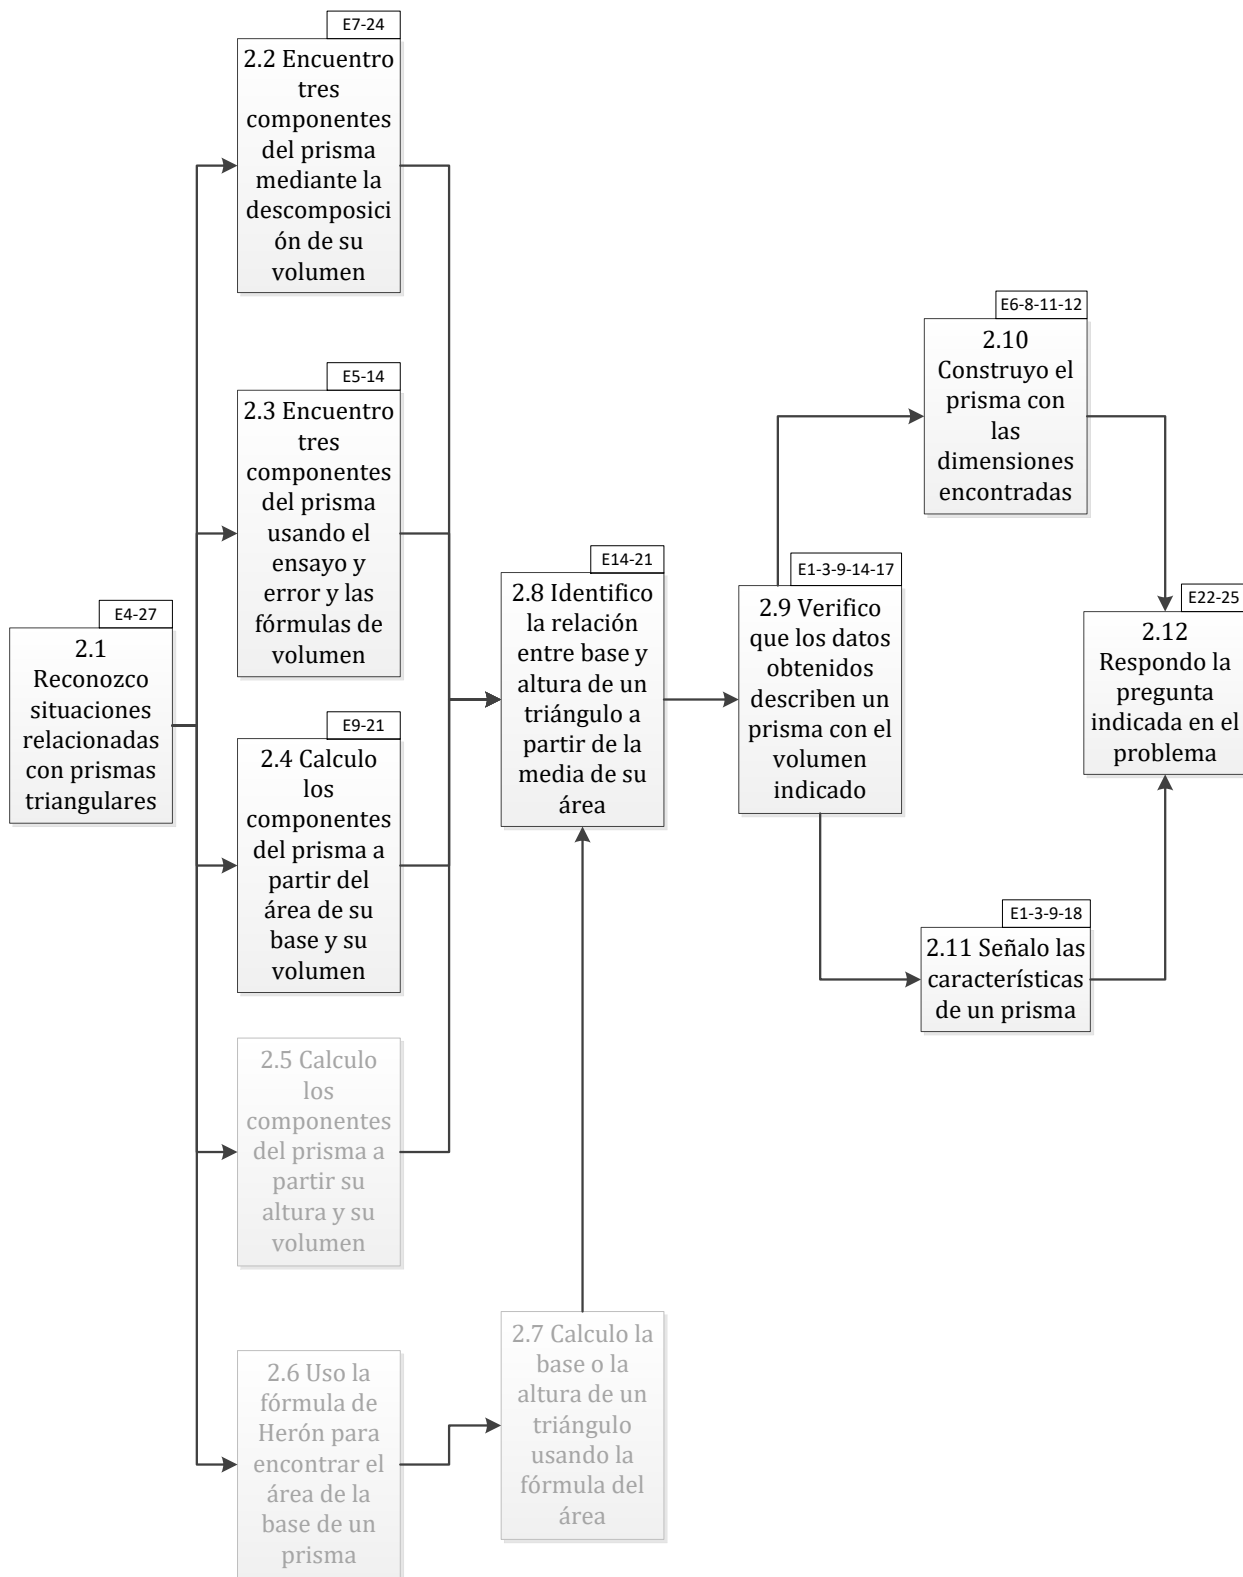 E7-24
2.2 Encuentro
tres
componentes
del prisma
mediante la
descomposici
ón de su
volumen
E5-14
2.3 Encuentro
tres
componentes
del prisma
usando el
ensayo y
error y las
fórmulas de
volumen
E4-27
2.1
Reconozco
situaciones
relacionadas
con prismas
triangulares
E9-21
2.4 Calculo
los
componentes
del prisma a
partir del
área de su
base y su
volumen
2.5 Calculo
los
componentes
del prisma a
partir su
altura y su
volumen
2.6 Uso la
fórmula de
Herón para
encontrar el
área de la
base de un
prisma
2.7 Calculo la
base o la
altura de un
triángulo
usando la
fórmula del
área
E14-21
2.8 Identifico
la relación
entre base y
altura de un
triángulo a
partir de la
media de su
área
E1-3-9-14-17
2.9 Verifico
que los datos
obtenidos
describen un
prisma con el
volumen
indicado
E6-8-11-12
2.10
Construyo el
prisma con
las
dimensiones
encontradas
E1-3-9-18
2.11 Señalo las
característícas
de un prisma
E22-25
2.12
Respondo la
pregunta
indicada en el
problema